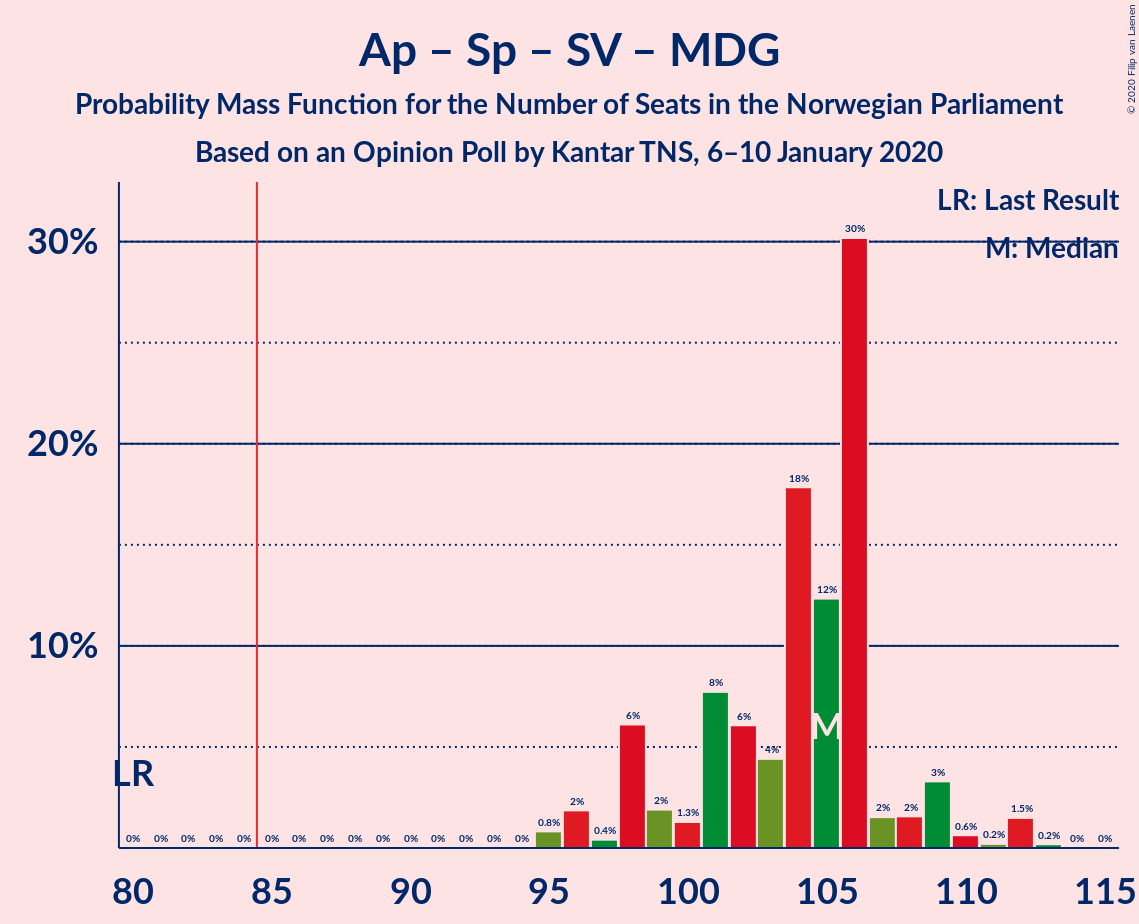 Ap – Sp – SV – MDG
Probability Mass Function for the Number of Seats in the Norwegian Parliament
Based on an Opinion Poll by Kantar TNS, 6–10 January 2020
© 2020 Filip van Laenen
LR: Last Result
M: Median
30%
20%
10%
LR
M
0% 0% 0% 0% 0% 0% 0% 0% 0% 0% 0% 0% 0% 0% 0% 0.8% 2% 0.4% 6% 2% 1.3% 8% 6% 4% 18% 12% 30% 2% 2% 3% 0.6% 0.2% 1.5% 0.2% 0% 0%
80 85 90 95 100 105 110 115